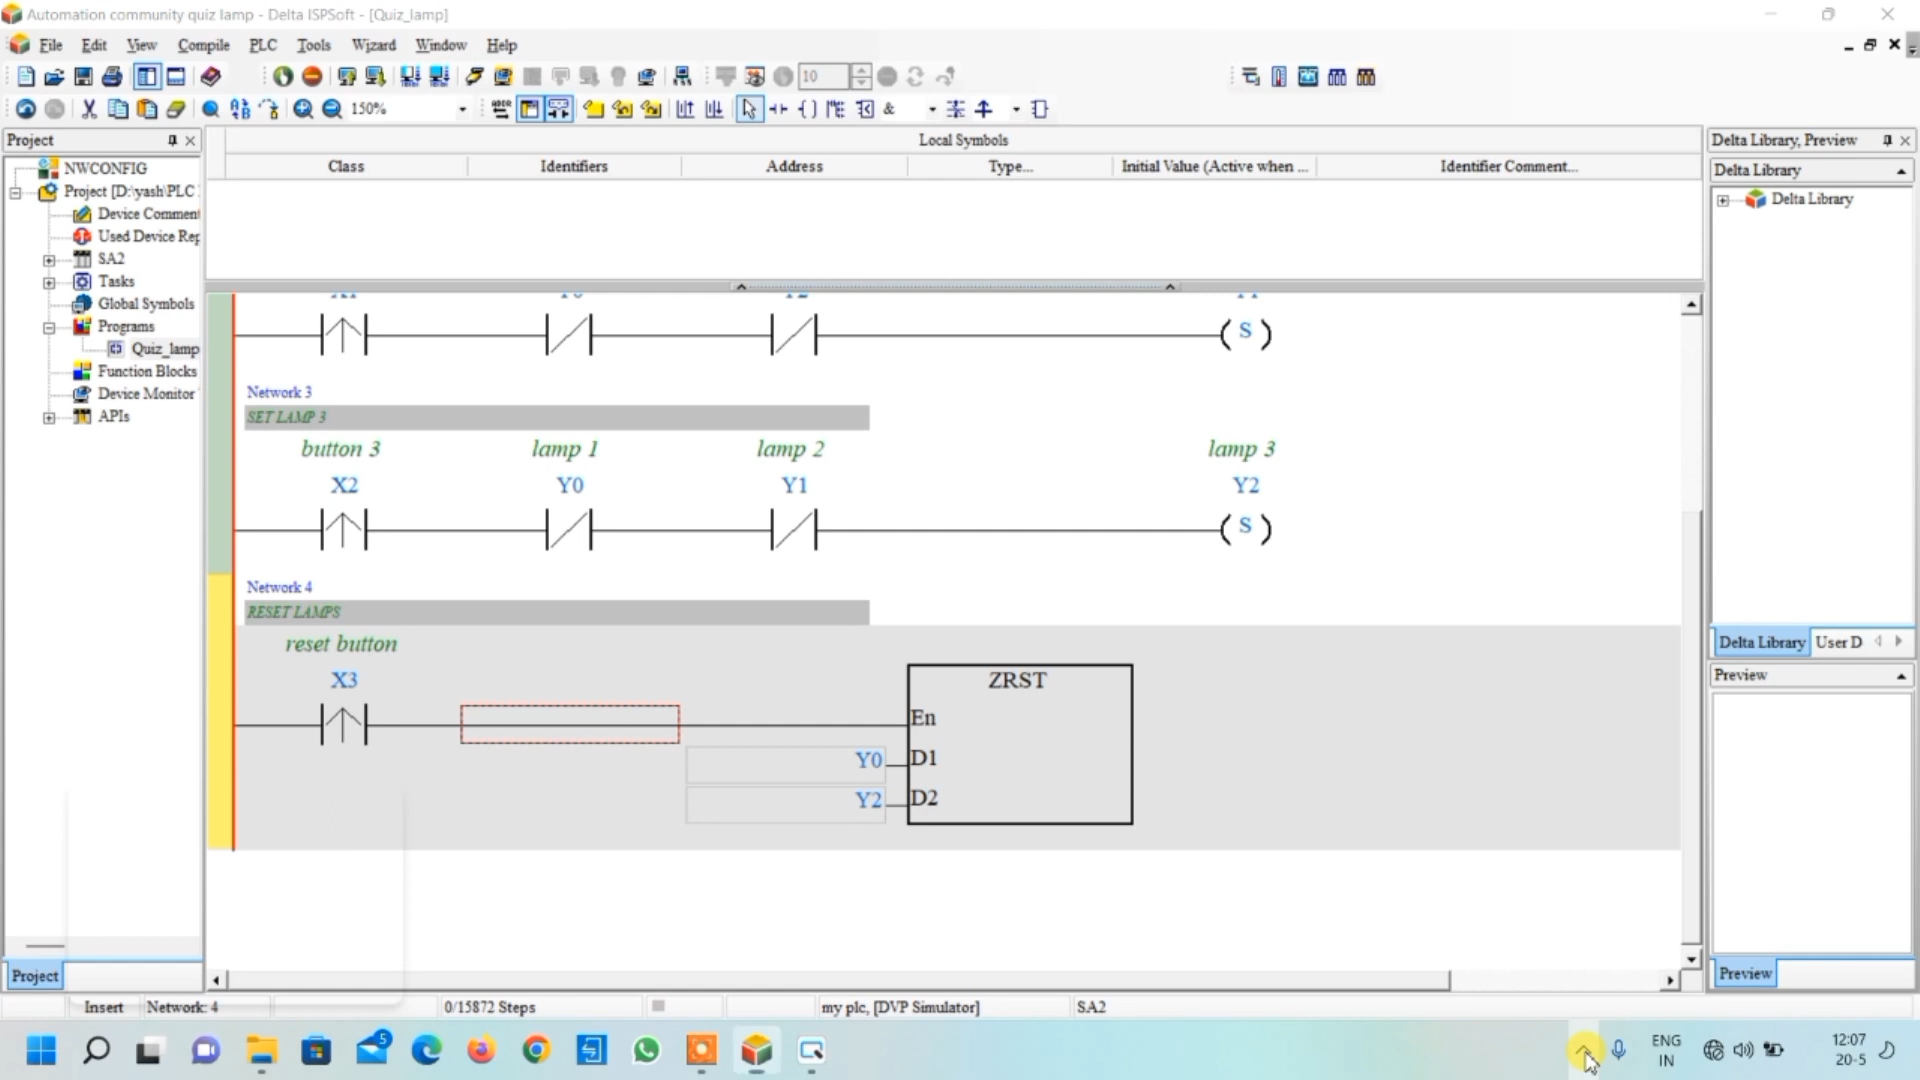 Automation community quiz lamp - Delta ISPSoft - [Quiz_lamp]
File Edit View Compile PLC Tools Wizard Window Help
10
150%
&
Project
NWCONFIG
Project [D:\yash\PLC
Device Comment
Used Device Rep
SA2
Tasks
Global Symbols
Programs
Quiz_lamp
Function Blocks
Device Monitor
APIs
Project
Local Symbols
Class Identifiers Address Type... Initial Value (Active when ... Identifier Comment...
S
Network 3
SET LAMP 3
button 3 lamp 1 lamp 2 lamp 3
X2 Y0 Y1 Y2
S
Network 4
RESET LAMPS
reset button
X3
ZRST
En
Y0 D1
Y2 D2
Delta Library, Preview
Delta Library
Delta Library
Delta Library User D
Preview
Preview
Insert Network: 4 0/15872 Steps my plc, [DVP Simulator] SA2
5
ENG
IN
12:07
20-5